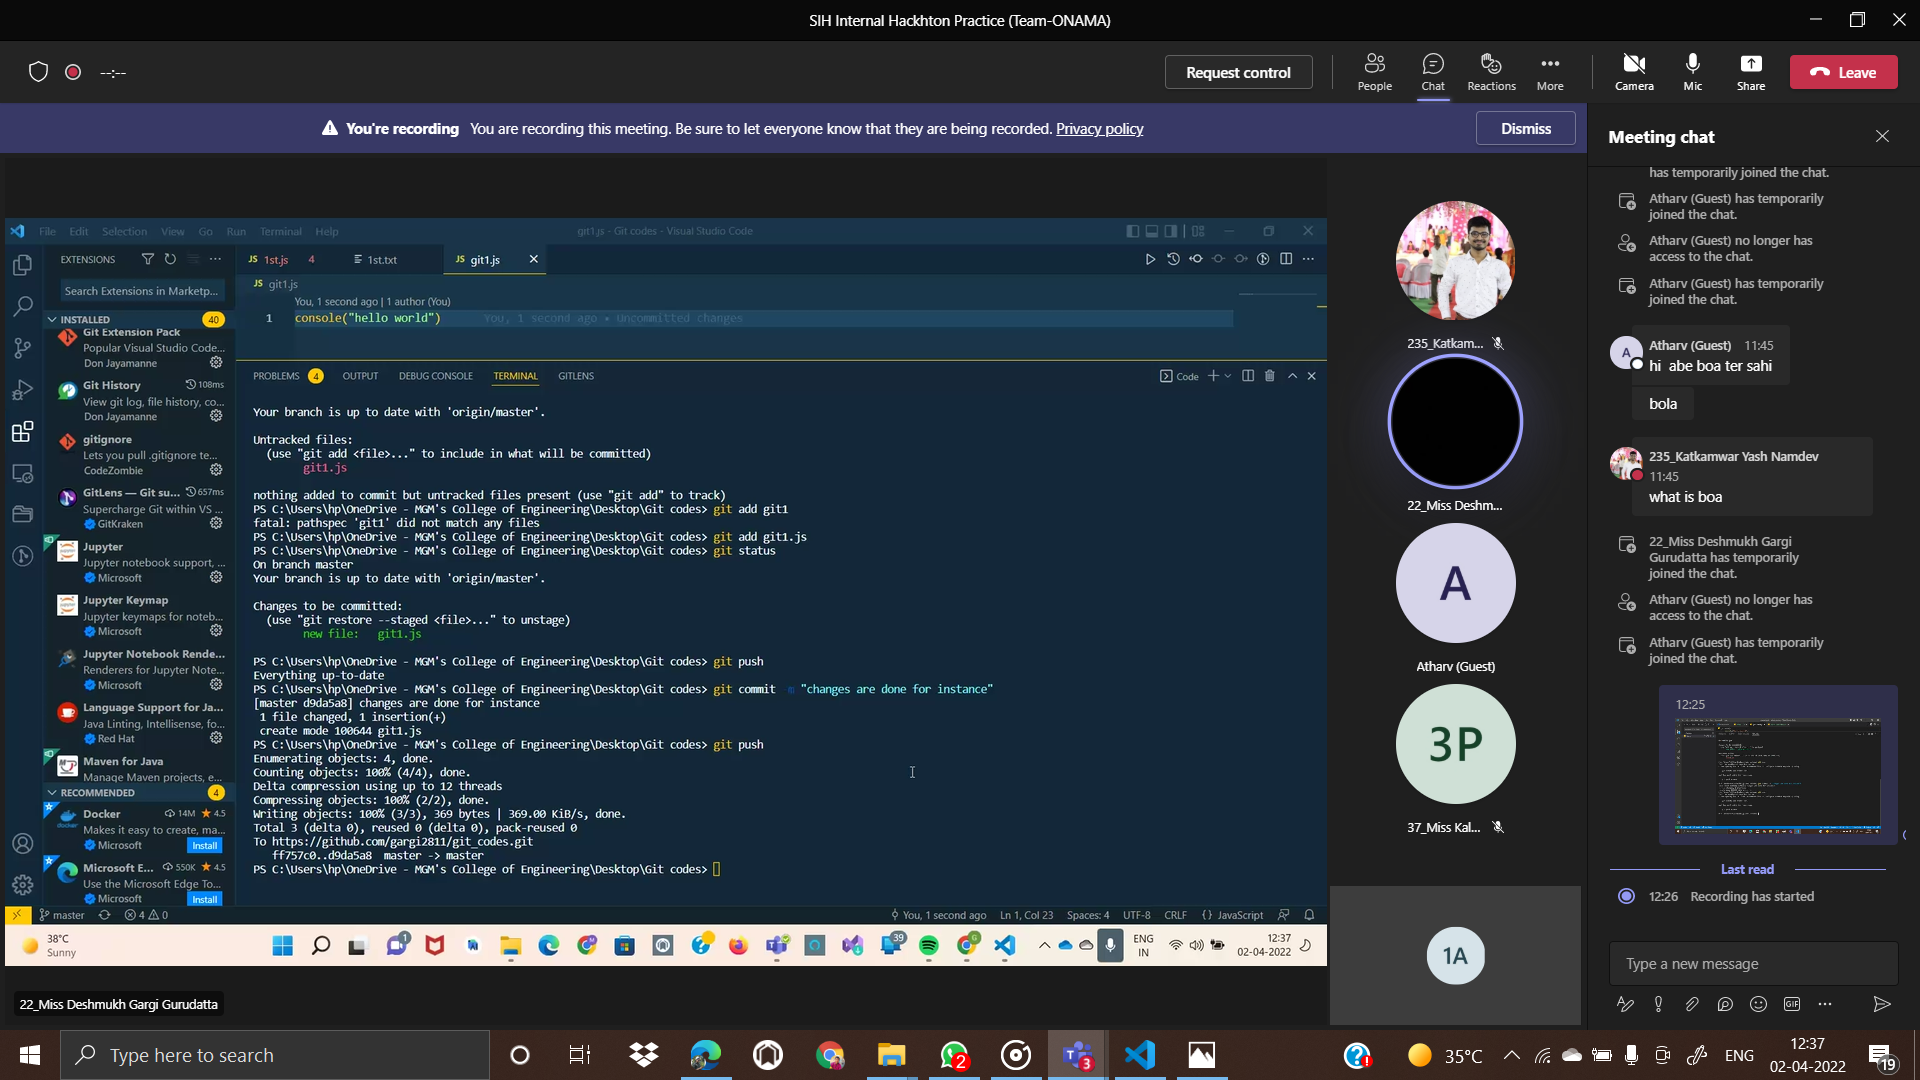 SIH Internal Hackhton Practice (Team-ONAMA)
--:--
Request control
People
Chat
Reactions
More
Camera
Mic
Share
Leave
You're recording You are recording this meeting. Be sure to let everyone know that they are being recorded. Privacy policy
Dismiss
File Edit Selection View Go Run Terminal Help
git1.js - Git codes - Visual Studio Code
EXTENSIONS
Search Extensions in Marketp...
INSTALLED 40
Git Extension Pack
Popular Visual Studio Code...
Don Jayamanne
Git History 108ms
View git log, file history, co...
Don Jayamanne
gitignore
Lets you pull .gitignore te...
CodeZombie
GitLens — Git su... 657ms
Supercharge Git within VS ...
GitKraken
Jupyter
Jupyter notebook support, ...
Microsoft
Jupyter Keymap
Jupyter keymaps for noteb...
Microsoft
Jupyter Notebook Rende...
Renderers for Jupyter Note...
Microsoft
Language Support for Ja...
Java Linting, Intellisense, fo...
Red Hat
Maven for Java
Manage Maven projects, e...
RECOMMENDED 4
Docker 14M 4.5
Makes it easy to create, ma...
Microsoft Install
Microsoft E... 550K 4.5
Use the Microsoft Edge To...
Microsoft Install
JS 1st.js 4
1st.txt
JS git1.js
JS git1.js
You, 1 second ago | 1 author (You)
1 console("hello world") You, 1 second ago • Uncommitted changes
PROBLEMS 4 OUTPUT DEBUG CONSOLE TERMINAL GITLENS
Code
Your branch is up to date with 'origin/master'.
Untracked files:
(use "git add <file>..." to include in what will be committed)
git1.js
nothing added to commit but untracked files present (use "git add" to track)
PS C:\Users\hp\OneDrive - MGM's College of Engineering\Desktop\Git codes> git add git1
fatal: pathspec 'git1' did not match any files
PS C:\Users\hp\OneDrive - MGM's College of Engineering\Desktop\Git codes> git add git1.js
PS C:\Users\hp\OneDrive - MGM's College of Engineering\Desktop\Git codes> git status
On branch master
Your branch is up to date with 'origin/master'.
Changes to be committed:
(use "git restore --staged <file>..." to unstage)
new file: git1.js
PS C:\Users\hp\OneDrive - MGM's College of Engineering\Desktop\Git codes> git push
Everything up-to-date
PS C:\Users\hp\OneDrive - MGM's College of Engineering\Desktop\Git codes> git commit m "changes are done for instance"
[master d9da5a8] changes are done for instance
1 file changed, 1 insertion(+)
create mode 100644 git1.js
PS C:\Users\hp\OneDrive - MGM's College of Engineering\Desktop\Git codes> git push
Enumerating objects: 4, done.
Counting objects: 100% (4/4), done.
Delta compression using up to 12 threads
Compressing objects: 100% (2/2), done.
Writing objects: 100% (3/3), 369 bytes | 369.00 KiB/s, done.
Total 3 (delta 0), reused 0 (delta 0), pack-reused 0
To https://github.com/gargi2811/git_codes.git
ff757c0..d9da5a8 master -> master
PS C:\Users\hp\OneDrive - MGM's College of Engineering\Desktop\Git codes>
master 4 0
You, 1 second ago Ln 1, Col 23 Spaces: 4 UTF-8 CRLF {} JavaScript
38°C
Sunny
1
39
G
ENG
IN
12:37
02-04-2022
22_Miss Deshmukh Gargi Gurudatta
235_Katkam...
22_Miss Deshm...
A
Atharv (Guest)
3P
37_Miss Kal...
1A
Meeting chat
has temporarily joined the chat.
Atharv (Guest) has temporarily
joined the chat.
Atharv (Guest) no longer has
access to the chat.
Atharv (Guest) has temporarily
joined the chat.
A
Atharv (Guest) 11:45
hi abe boa ter sahi
bola
235_Katkamwar Yash Namdev
11:45
what is boa
22_Miss Deshmukh Gargi
Gurudatta has temporarily
joined the chat.
Atharv (Guest) no longer has
access to the chat.
Atharv (Guest) has temporarily
joined the chat.
12:25
Last read
12:26 Recording has started
Type a new message
GIF
Type here to search
2
3
35°C
ENG
12:37
02-04-2022
19